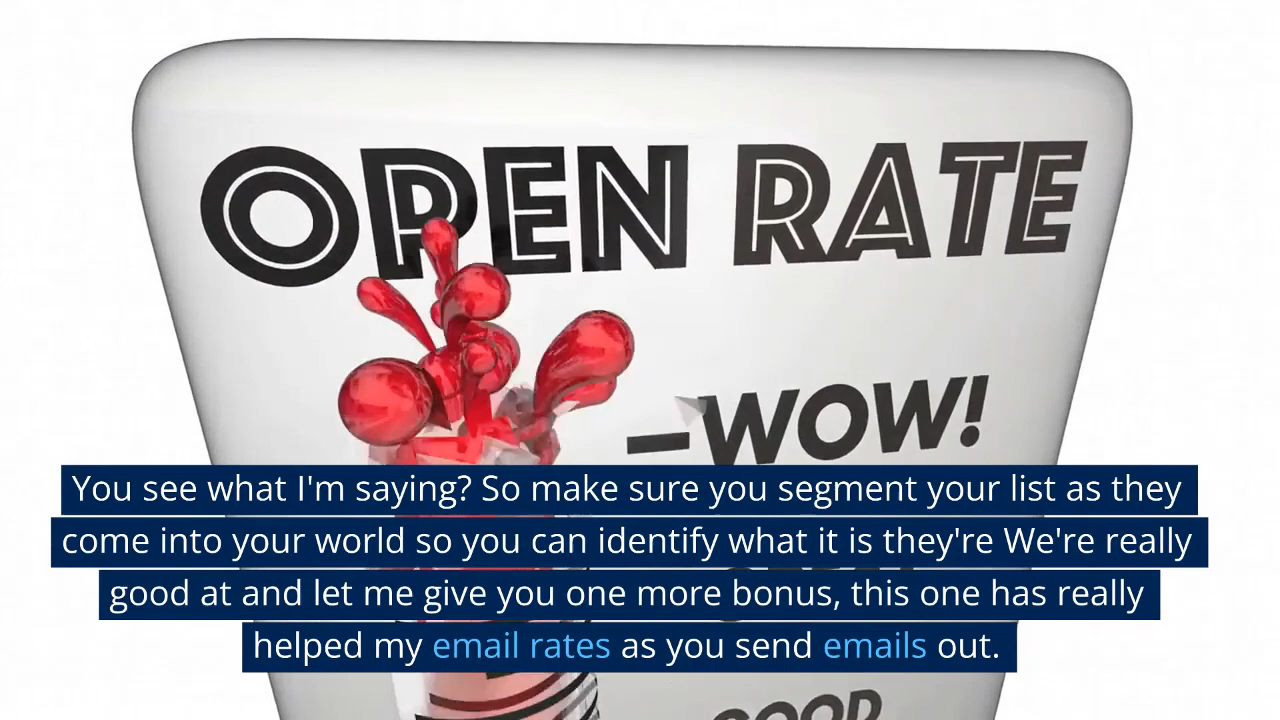 OPEN RATE
—WOW!
You see what I'm saying? So make sure you segment your list as they
come into your world so you can identify what it is they're We're really
good at and let me give you one more bonus, this one has really
helped my email rates as you send emails out.
GOOD